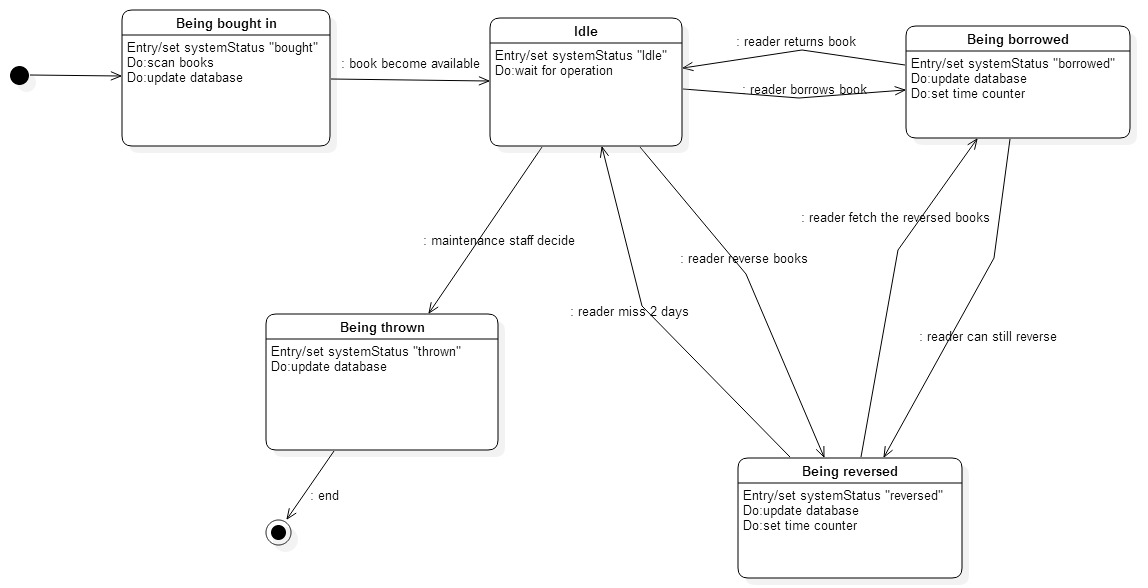 Being bought in
Entry/set systemStatus "bought"
Do:scan books
Do:update database
: book become available
Idle
Entry/set systemStatus "Idle"
Do:wait for operation
: reader returns book
: reader borrows book
Being borrowed
Entry/set systemStatus "borrowed"
Do:update database
Do:set time counter
: maintenance staff decide
: reader reverse books
: reader fetch the reversed books
: reader miss 2 days
: reader can still reverse
Being thrown
Entry/set systemStatus "thrown"
Do:update database
: end
Being reversed
Entry/set systemStatus "reversed"
Do:update database
Do:set time counter